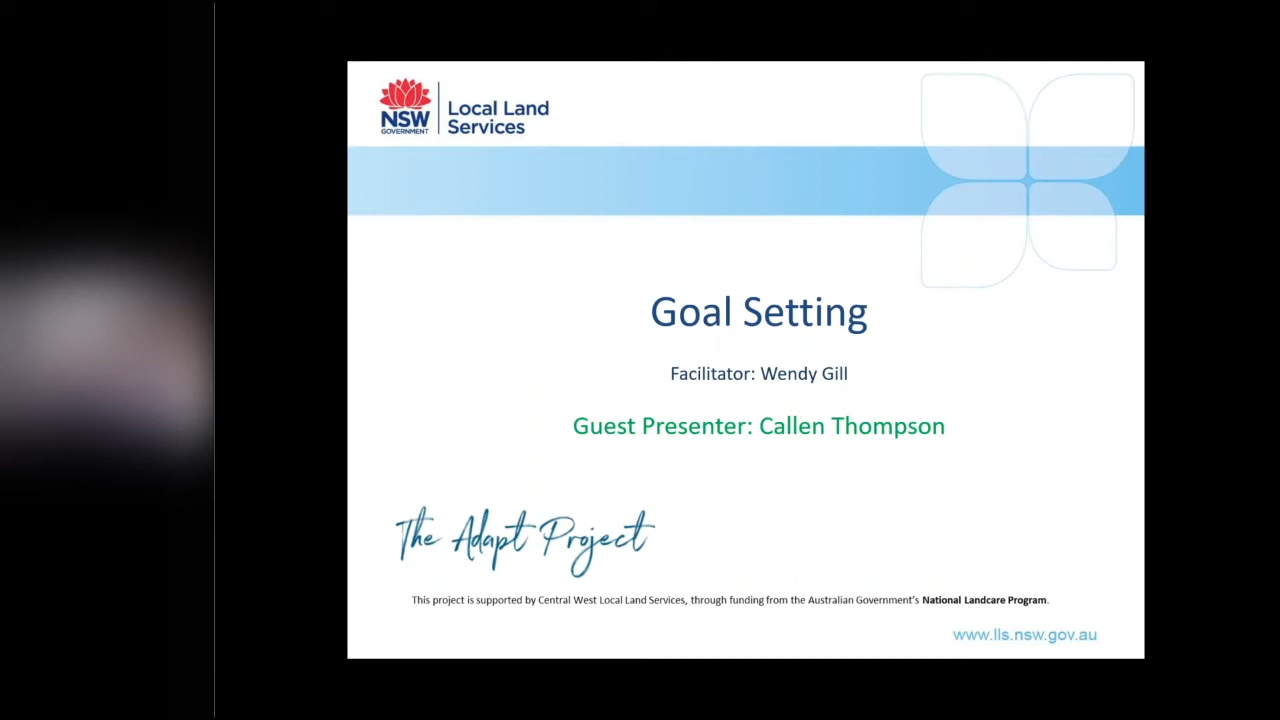 NSW
GOVERNMENT
Local Land
Services
Goal Setting
Facilitator: Wendy Gill
Guest Presenter: Callen Thompson
The Adapt Project
This project is supported by Central West Local Land Services, through funding from the Australian Government's National Landcare Program.
www.lls.nsw.gov.au